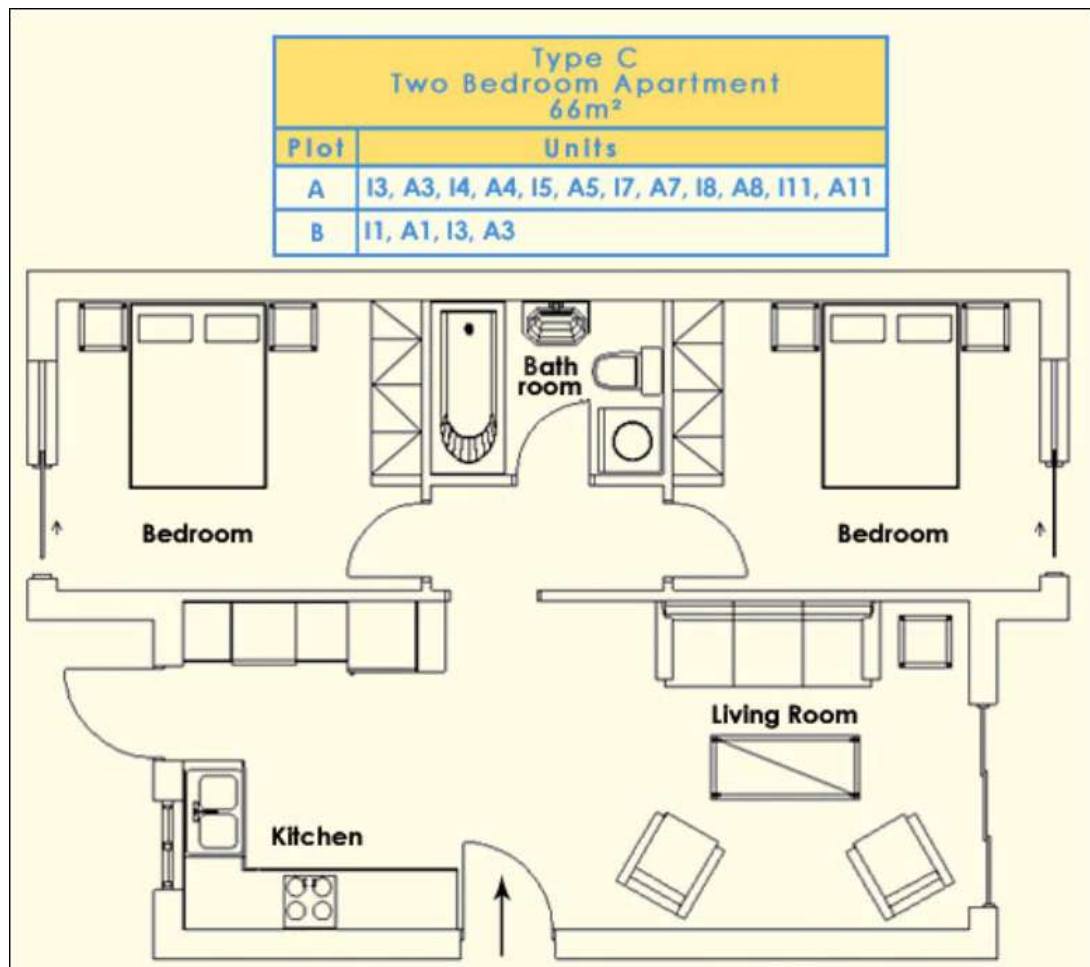 Type C
Two Bedroom Apartment
66m²
Plot Units
A I3, A3, I4, A4, I5, A5, I7, A7, I8, A8, I11, A11
B I1, A1, I3, A3
Bath
room
Bedroom
Bedroom
Living Room
Kitchen